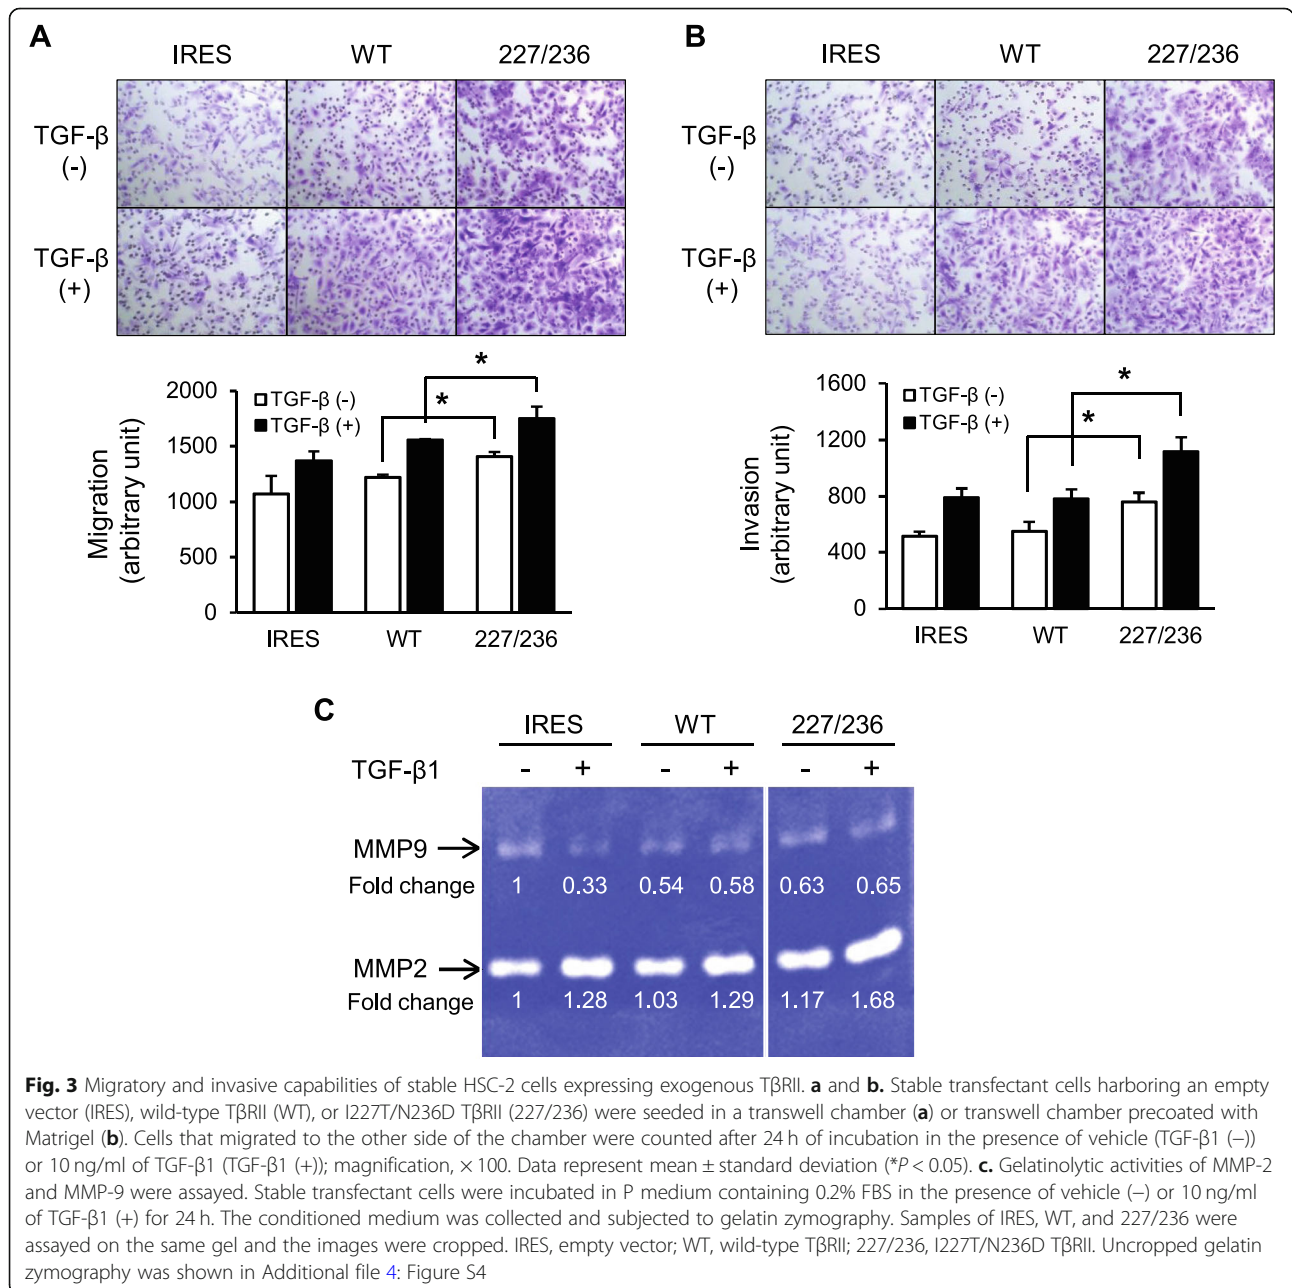 A
IRES WT 227/236
TGF-β
(-)
TGF-β
(+)
2000
1500
1000
500
0
Migration
(arbitrary unit)
TGF-β (-)
TGF-β (+)
*
*
IRES WT 227/236
B
IRES WT 227/236
TGF-β
(-)
TGF-β
(+)
1600
1200
800
400
0
Invasion
(arbitrary unit)
TGF-β (-)
TGF-β (+)
*
*
IRES WT 227/236
C
IRES WT 227/236
TGF-β1 - + - + - +
MMP9
Fold change 1 0.33 0.54 0.58 0.63 0.65
MMP2
Fold change 1 1.28 1.03 1.29 1.17 1.68
Fig. 3 Migratory and invasive capabilities of stable HSC-2 cells expressing exogenous TβRII. a and b. Stable transfectant cells harboring an empty
vector (IRES), wild-type TβRII (WT), or I227T/N236D TβRII (227/236) were seeded in a transwell chamber (a) or transwell chamber precoated with
Matrigel (b). Cells that migrated to the other side of the chamber were counted after 24 h of incubation in the presence of vehicle (TGF-β1 (−))
or 10 ng/ml of TGF-β1 (TGF-β1 (+)); magnification, × 100. Data represent mean ± standard deviation (*P < 0.05). c. Gelatinolytic activities of MMP-2
and MMP-9 were assayed. Stable transfectant cells were incubated in P medium containing 0.2% FBS in the presence of vehicle (−) or 10 ng/ml
of TGF-β1 (+) for 24 h. The conditioned medium was collected and subjected to gelatin zymography. Samples of IRES, WT, and 227/236 were
assayed on the same gel and the images were cropped. IRES, empty vector; WT, wild-type TβRII; 227/236, I227T/N236D TβRII. Uncropped gelatin
zymography was shown in Additional file 4: Figure S4